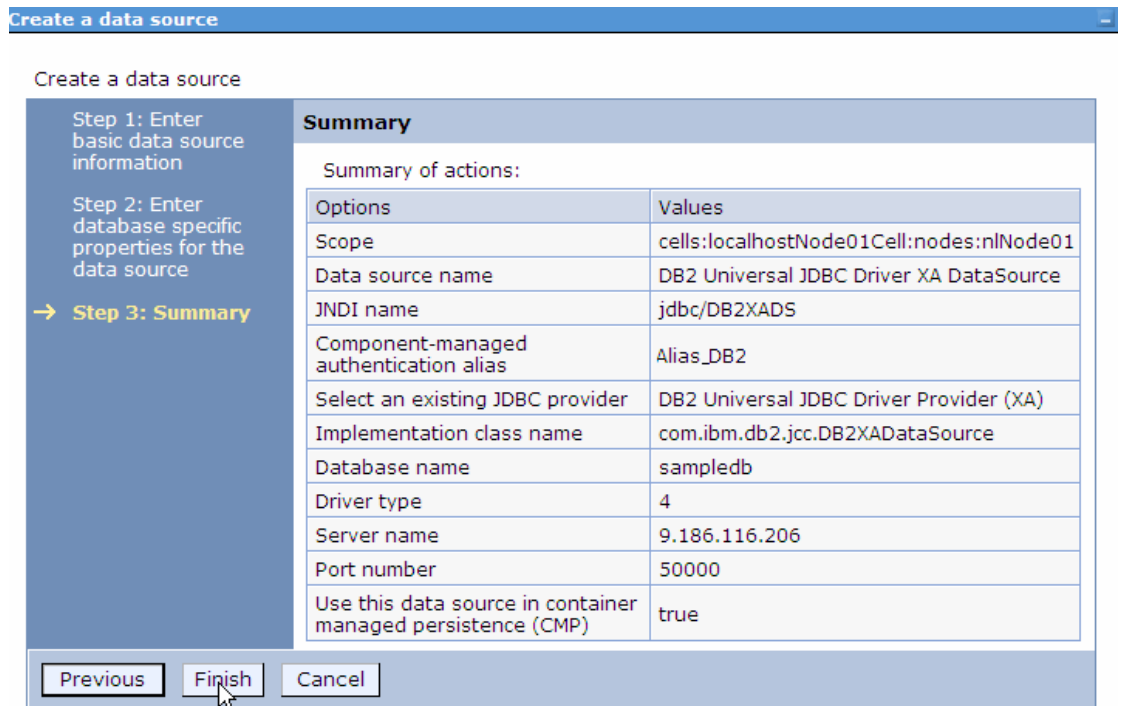 Create a data source
Create a data source
Step 1: Enter
basic data source
information
Step 2: Enter
database specific
properties for the
data source
Step 3: Summary
Summary
Summary of actions:
Options Values
Scope cells:localhostNode01Cell:nodes:nlNode01
Data source name DB2 Universal JDBC Driver XA DataSource
JNDI name jdbc/DB2XADS
Component-managed
authentication alias Alias_DB2
Select an existing JDBC provider DB2 Universal JDBC Driver Provider (XA)
Implementation class name com.ibm.db2.jcc.DB2XADataSource
Database name sampledb
Driver type 4
Server name 9.186.116.206
Port number 50000
Use this data source in container
managed persistence (CMP) true
Previous Finish Cancel